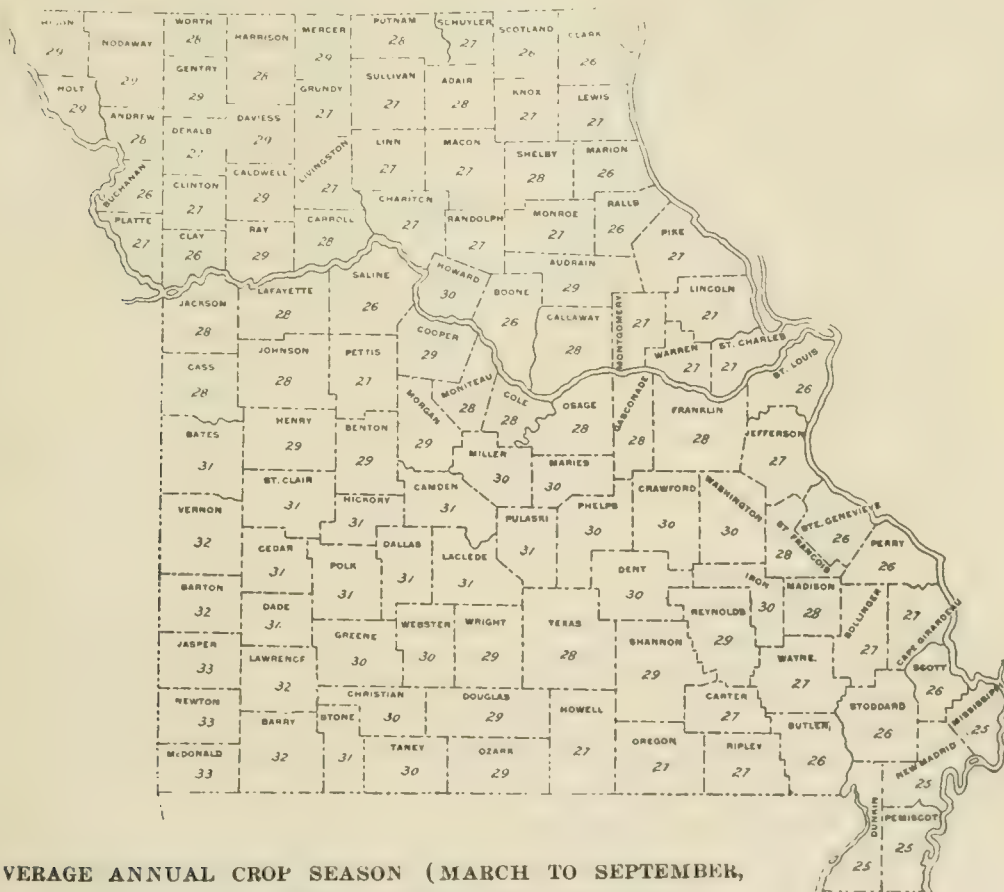 29
NODAWAY
29
WORTH
28
HARRISON
28
MERCER
29
PUTNAM
28
SCHUYLER
27
SCOTLAND
26
CLARK
26
HOLT
29
GENTRY
29
GRUNDY
27
SULLIVAN
27
ADAIR
28
KNOX
27
LEWIS
27
ANDREW
28
DEKALB
27
DAVIESS
29
LIVINGSTON
27
LINN
27
MACON
27
SHELBY
28
MARION
26
BUCHANAN
26
CLINTON
27
CALDWELL
29
CHARITON
27
RANDOLPH
27
MONROE
27
RALLS
26
PIKE
27
PLATTE
27
CLAY
26
RAY
29
CARROLL
28
AUDRAIN
29
JACKSON
28
LAFAYETTE
28
SALINE
26
HOWARD
30
BOONE
26
CALLAWAY
28
MONTGOMERY
27
LINCOLN
27
WARREN
27
ST. CHARLES
27
ST. LOUIS
26
CASS
28
JOHNSON
28
PETTIS
27
COOPER
29
MONITEAU
28
COLE
28
OSAGE
28
GASCONADE
28
FRANKLIN
28
JEFFERSON
27
BATES
31
HENRY
29
BENTON
29
MORGAN
29
MILLER
30
MARIES
30
ST. CLAIR
31
HICKORY
31
CAMDEN
31
PULASKI
31
PHELPS
30
CRAWFORD
30
WASHINGTON
30
ST FRANCOIS
28
STE. GENEVIEVE
26
PERRY
26
VERNON
32
CEDAR
31
POLK
31
DALLAS
31
LACLEDE
31
DENT
30
IRON
30
MADISON
28
BOLLINGER
27
CAPE GIRARDEAU
27
BARTON
32
DADE
31
GREENE
30
WEBSTER
30
WRIGHT
29
TEXAS
28
SHANNON
29
REYNOLDS
29
WAYNE
27
SCOTT
26
JASPER
33
LAWRENCE
32
CHRISTIAN
30
DOUGLAS
29
HOWELL
27
CARTER
27
BUTLER
26
STODDARD
26
MISSISSIPPI
25
NEWTON
33
BARRY
32
STONE
31
TANEY
30
OZARK
29
OREGON
27
RIPLEY
27
NEW MADRID
25
McDONALD
33
DUNKIN
25
PEMISCOT
25
VERAGE ANNUAL CROP SEASON (MARCH TO SEPTEMBER,